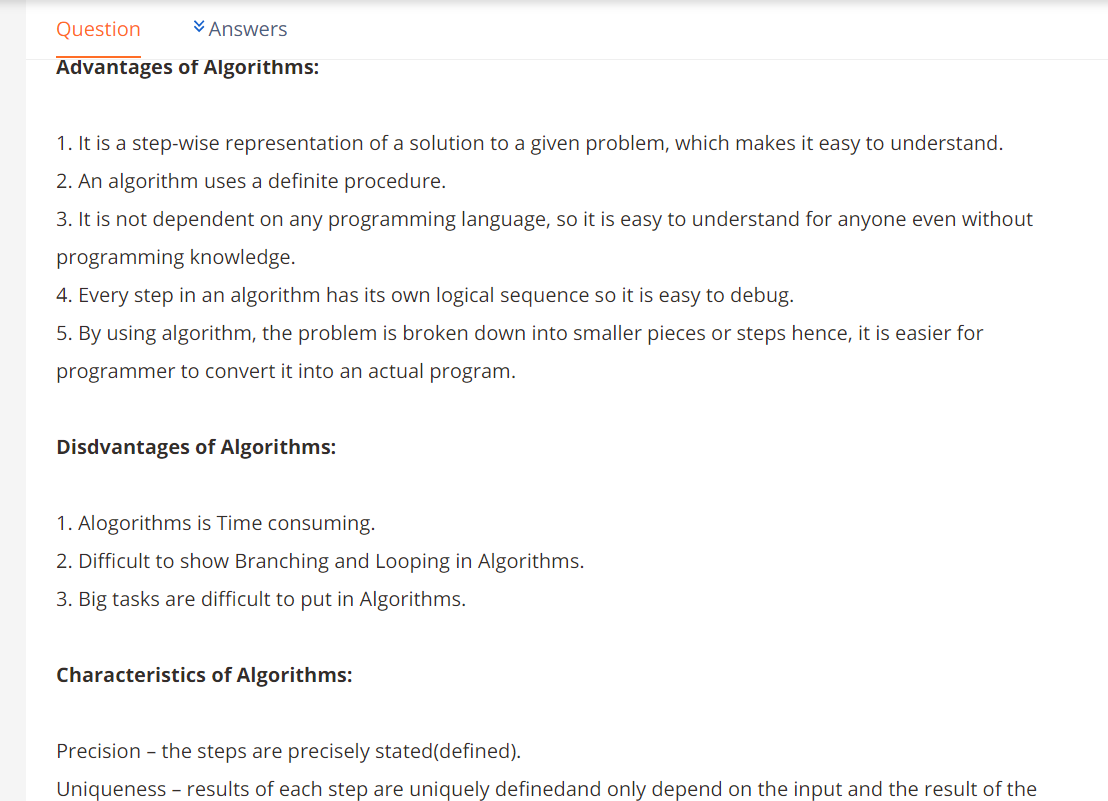 Question
Answers
Advantages of Algorithms:
1. It is a step-wise representation of a solution to a given problem, which makes it easy to understand.
2. An algorithm uses a definite procedure.
3. It is not dependent on any programming language, so it is easy to understand for anyone even without
programming knowledge.
4. Every step in an algorithm has its own logical sequence so it is easy to debug.
5. By using algorithm, the problem is broken down into smaller pieces or steps hence, it is easier for
programmer to convert it into an actual program.
Disdvantages of Algorithms:
1. Alogorithms is Time consuming.
2. Difficult to show Branching and Looping in Algorithms.
3. Big tasks are difficult to put in Algorithms.
Characteristics of Algorithms:
Precision – the steps are precisely stated(defined).
Uniqueness – results of each step are uniquely definedand only depend on the input and the result of the